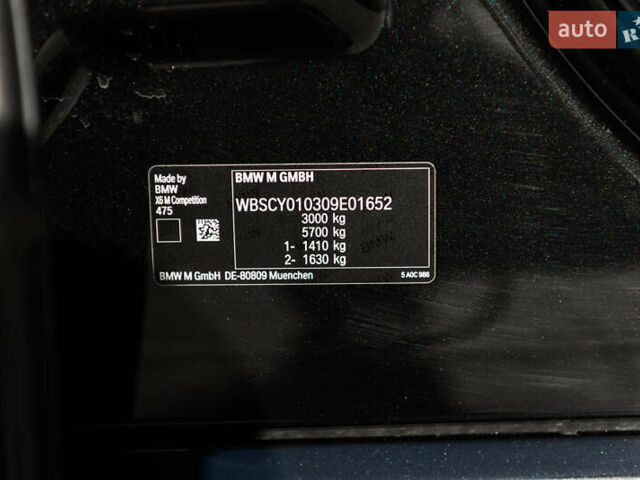 auto
Made by
BMW
X6 M Competition
475
BMW M GMBH
WBSCY010309E01652
3000 kg
5700 kg
1- 1410 kg
2- 1630 kg
BMW M GmbH DE-80809 Muenchen
5 A0C 986